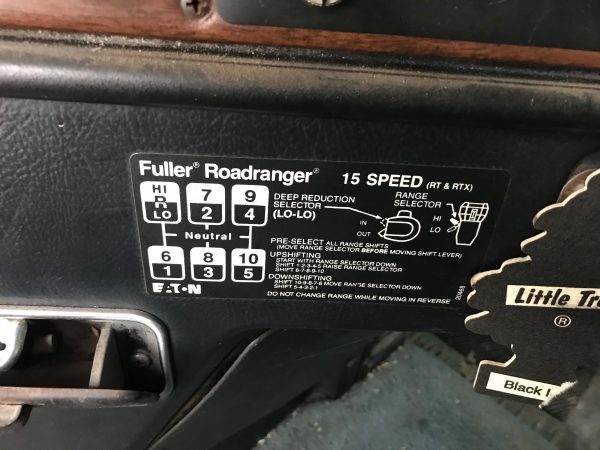 Fuller® Roadranger® 15 SPEED (RT & RTX)
HI
R
LO
7
2
9
4
Neutral
6
1
8
3
10
5
DEEP REDUCTION
SELECTOR
(LO-LO)
IN
OUT
RANGE
SELECTOR
HI
LO
PRE-SELECT ALL RANGE SHIFTS
(MOVE RANGE SELECTOR BEFORE MOVING SHIFT LEVER)
UPSHIFTING
START WITH RANGE SELECTOR DOWN
SHIFT 1-2-3-4-5 RAISE RANGE SELECTOR
SHIFT 6-7-8-9-10
DOWNSHIFTING
SHIFT 10-9-8-7-6 MOVE RANGE SELECTOR DOWN
SHIFT 5-4-3-2-1
DO NOT CHANGE RANGE WHILE MOVING IN REVERSE
EATON
20469
Little Tr
®
Black I